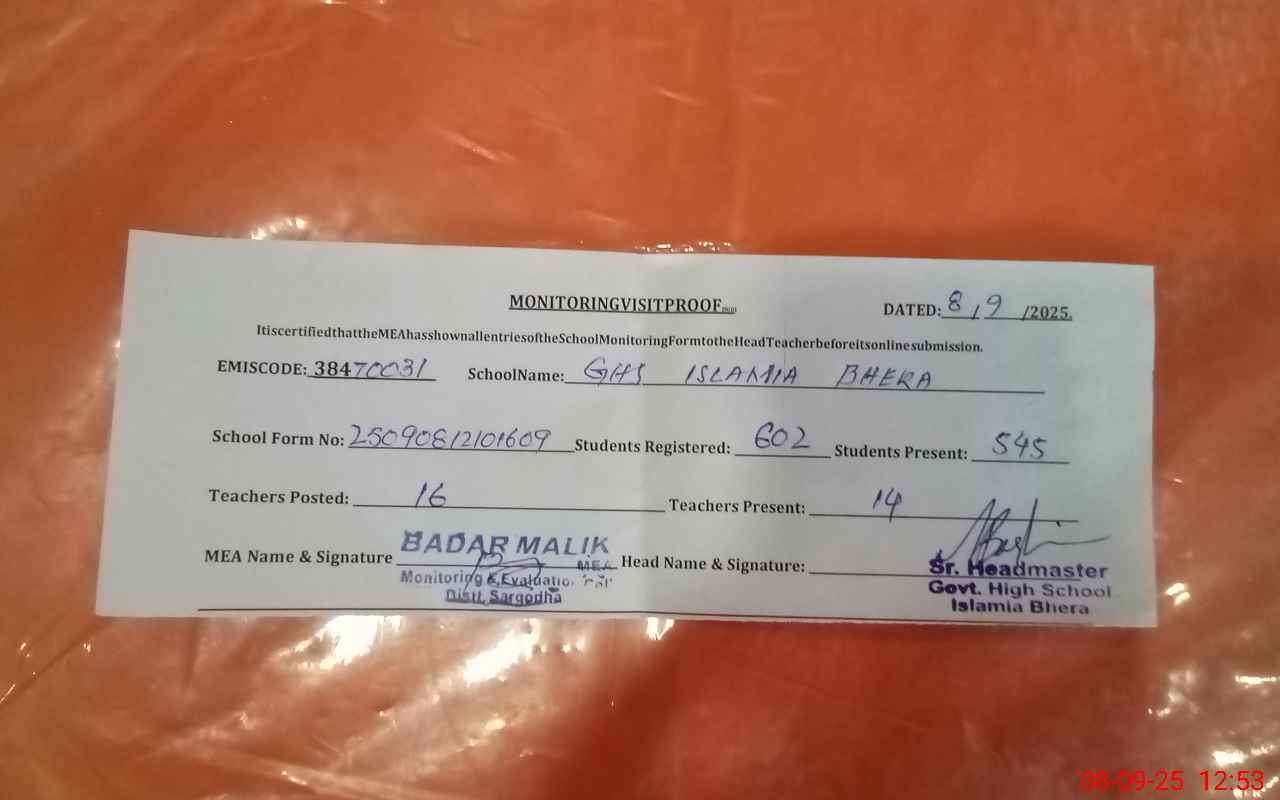 MONITORINGVISITPROOF
DATED: 8/9/2025.
ItiscertifiedthattheMEAhasshownallentriesoftheSchoolMonitoringFormtotheHeadTeacherbeforeitsonlinesubmission.
EMISCODE: 38470031 SchoolName: GHS ISLAMIA BHERA
School Form No: 25090812101609 Students Registered: 602 Students Present: 545
Teachers Posted: 16 Teachers Present: 14
MEA Name & Signature BADAR MALIK Head Name & Signature:
MEA
Monitoring & Evaluation Cell
Distt. Sargodha
Sr. Headmaster
Govt. High School
Islamia Bhera
08-09-25 12:53